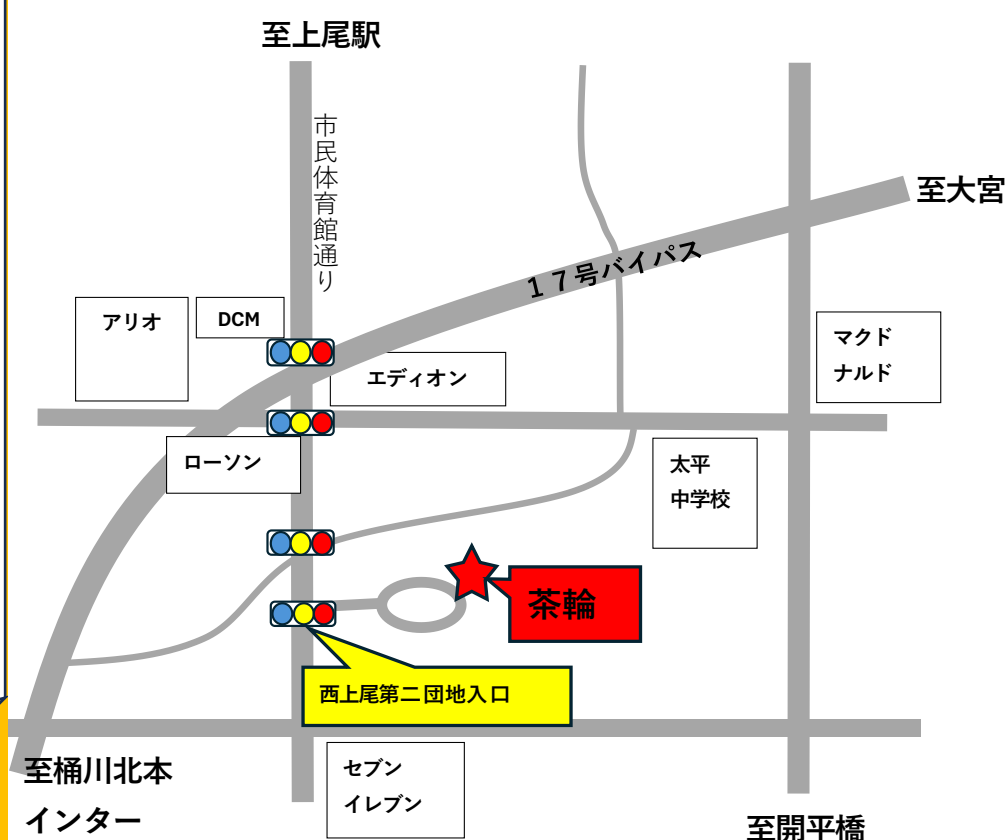 至上尾駅
市民体育館通り
至大宮
１７号バイパス
アリオ
DCM
エディオン
マクド
ナルド
ローソン
太平
中学校
茶輪
西上尾第二団地入口
至桶川北本
インター
セブン
イレブン
至開平橋